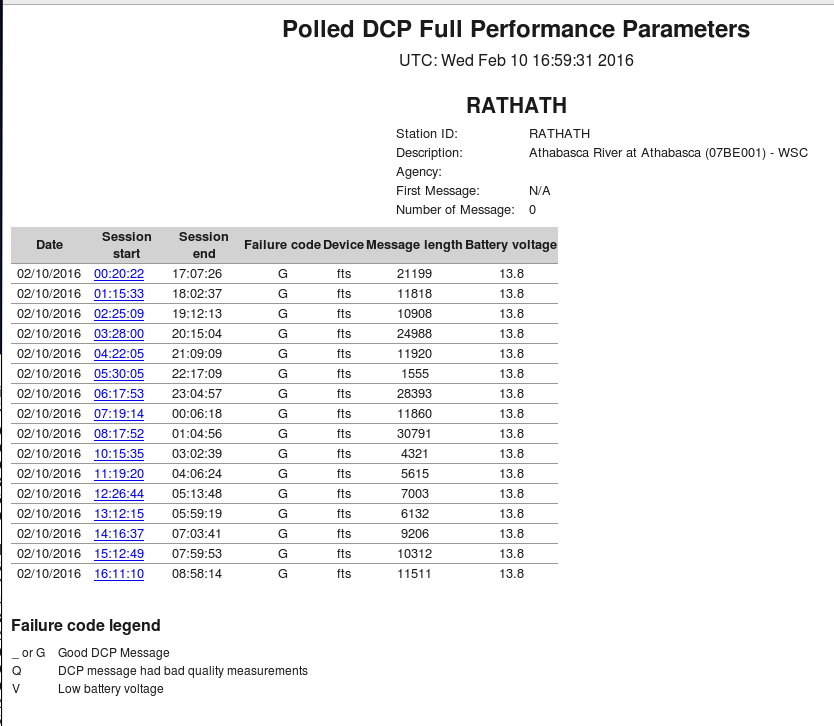 Polled DCP Full Performance Parameters
UTC: Wed Feb 10 16:59:31 2016
RATHATH
Station ID: RATHATH
Description: Athabasca River at Athabasca (07BE001) - WSC
Agency:
First Message: N/A
Number of Message: 0
Date Session start Session end Failure code Device Message length Battery voltage
02/10/2016 00:20:22 17:07:26 G fts 21199 13.8
02/10/2016 01:15:33 18:02:37 G fts 11818 13.8
02/10/2016 02:25:09 19:12:13 G fts 10908 13.8
02/10/2016 03:28:00 20:15:04 G fts 24988 13.8
02/10/2016 04:22:05 21:09:09 G fts 11920 13.8
02/10/2016 05:30:05 22:17:09 G fts 1555 13.8
02/10/2016 06:17:53 23:04:57 G fts 28393 13.8
02/10/2016 07:19:14 00:06:18 G fts 11860 13.8
02/10/2016 08:17:52 01:04:56 G fts 30791 13.8
02/10/2016 10:15:35 03:02:39 G fts 4321 13.8
02/10/2016 11:19:20 04:06:24 G fts 5615 13.8
02/10/2016 12:26:44 05:13:48 G fts 7003 13.8
02/10/2016 13:12:15 05:59:19 G fts 6132 13.8
02/10/2016 14:16:37 07:03:41 G fts 9206 13.8
02/10/2016 15:12:49 07:59:53 G fts 10312 13.8
02/10/2016 16:11:10 08:58:14 G fts 11511 13.8
Failure code legend
_ or G Good DCP Message
Q DCP message had bad quality measurements
V Low battery voltage